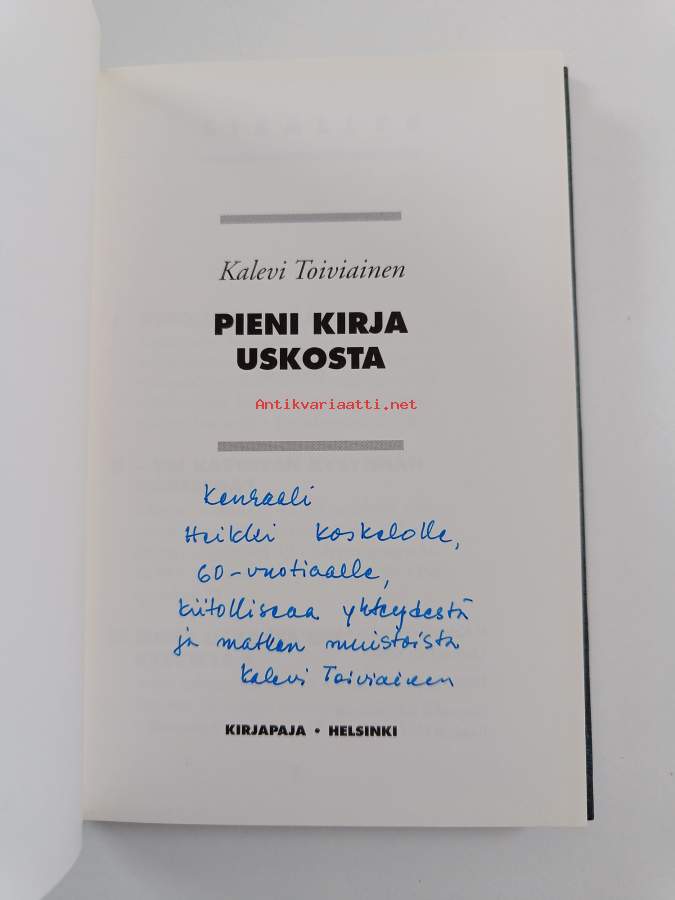 Kalevi Toiviainen
PIENI KIRJA
USKOSTA
Antikvariaatti.net
Kenraali
Heikki Koskelolle,
60-vuotiaalle,
kiitollisena yhteydestä
ja matkan muistoista
Kalevi Toiviainen
KIRJAPAJA • HELSINKI